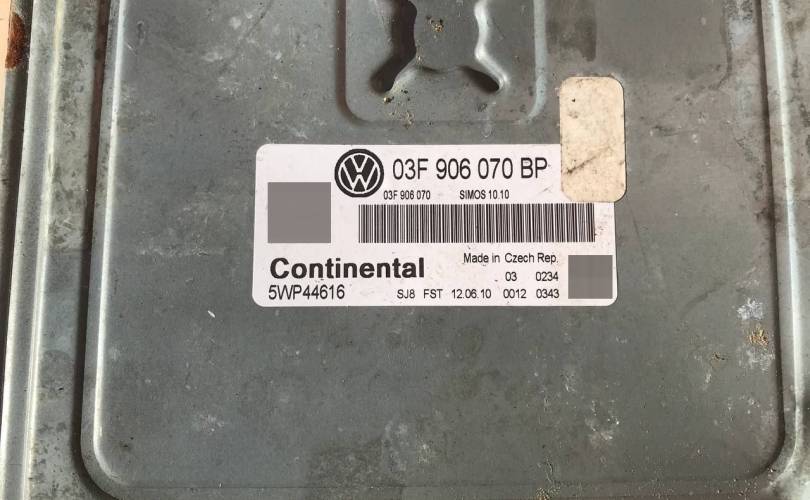 03F 906 070 BP
03F 906 070 SIMOS 10.10
Made in Czech Rep.
Continental
03 0234
5WP44616 SJ8 FST 12.06.10 0012 0343